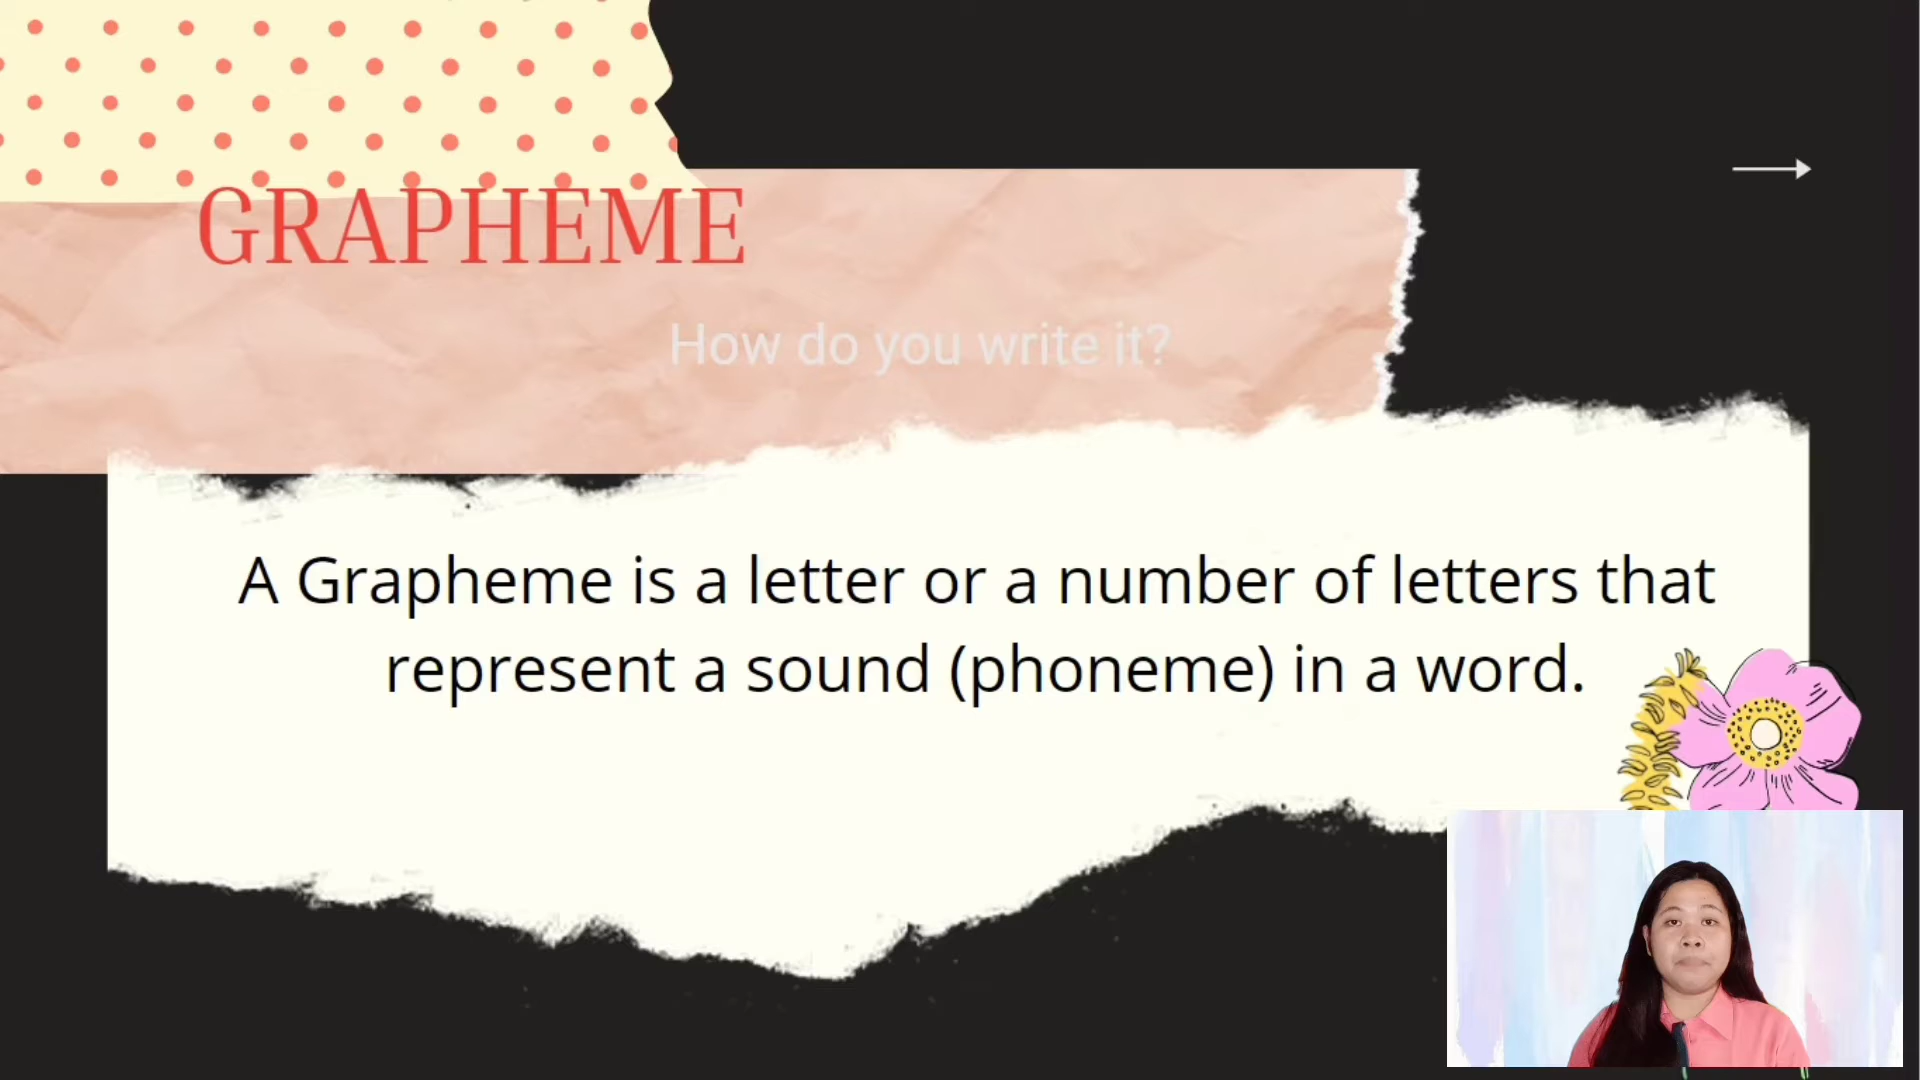 GRAPHEME
How do you write it?
A Grapheme is a letter or a number of letters that
represent a sound (phoneme) in a word.